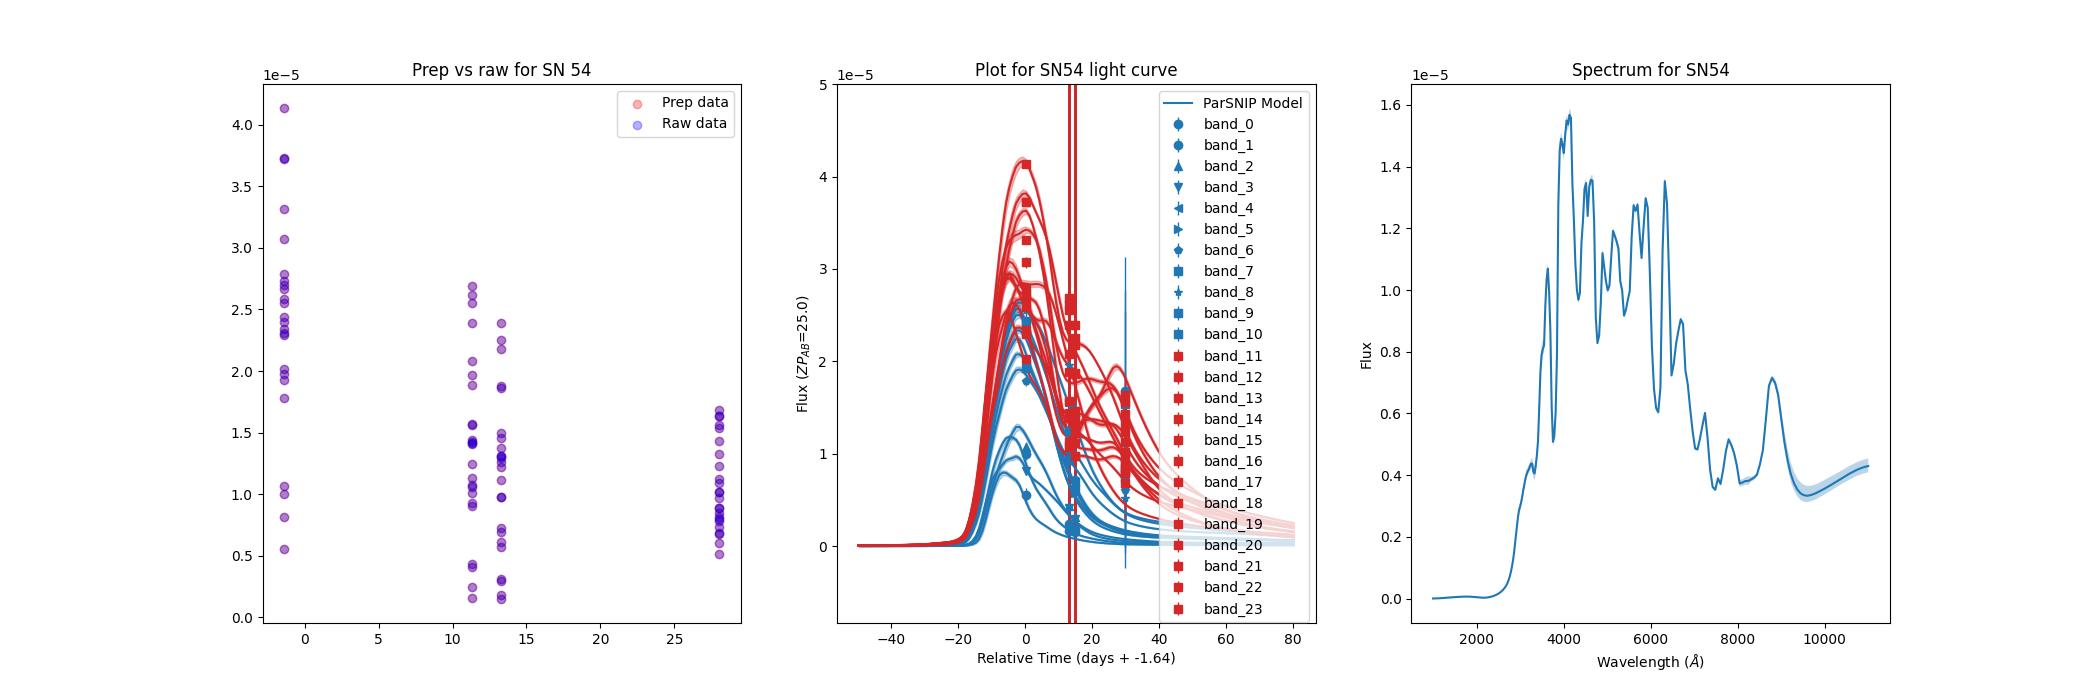 Prep vs raw for SN 54
1e−5
Prep data
Raw data
4.0
3.5
3.0
2.5
2.0
1.5
1.0
0.5
0.0
0 5 10 15 20 25
Plot for SN54 light curve
1e−5
Flux (ZP_AB=25.0)
5
4
3
2
1
0
ParSNIP Model
band_0
band_1
band_2
band_3
band_4
band_5
band_6
band_7
band_8
band_9
band_10
band_11
band_12
band_13
band_14
band_15
band_16
band_17
band_18
band_19
band_20
band_21
band_22
band_23
−40 −20 0 20 40 60 80
Relative Time (days + -1.64)
Spectrum for SN54
1e−5
Flux
1.6
1.4
1.2
1.0
0.8
0.6
0.4
0.2
0.0
2000 4000 6000 8000 10000
Wavelength (Å)